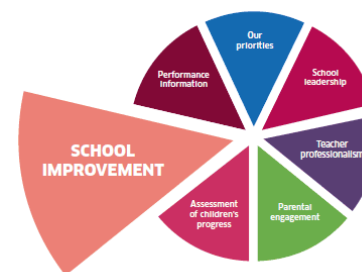 Our
priorities
School
leadership
Teacher
professionalism
Parental
engagement
Assessment
of children's
progress
SCHOOL
IMPROVEMENT
Performance
information